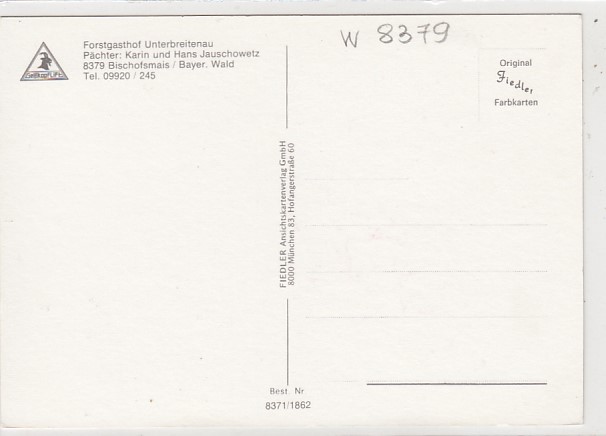 Forstgasthof Unterbreitenau
Pächter: Karin und Hans Jauschowetz
8379 Bischofsmais / Bayer. Wald
Tel. 09920 / 245
W 8379
Original
Fiedler
Farbkarten
FIEDLER Ansichtskartenverlag GmbH
8000 München 83, Hofangerstraße 60
Best. Nr
8371/1862